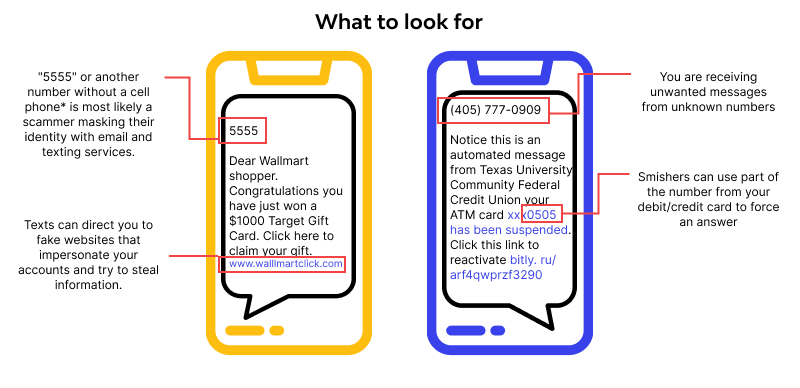 What to look for
"5555" or another
number without a cell
phone* is most likely a
scammer masking their
identity with email and
texting services.
Texts can direct you to
fake websites that
impersonate your
accounts and try to steal
information.
5555
Dear Wallmart
shopper.
Congratulations you
have just won a
$1000 Target Gift
Card. Click here to
claim your gift.
www.walllmartclick.com
(405) 777-0909
Notice this is an
automated message
from Texas University
Community Federal
Credit Union your
ATM card xxx0505
has been suspended.
Click this link to
reactivate bitly. ru/
arf4qwprzf3290
You are receiving
unwanted messages
from unknown numbers
Smishers can use part of
the number from your
debit/credit card to force
an answer